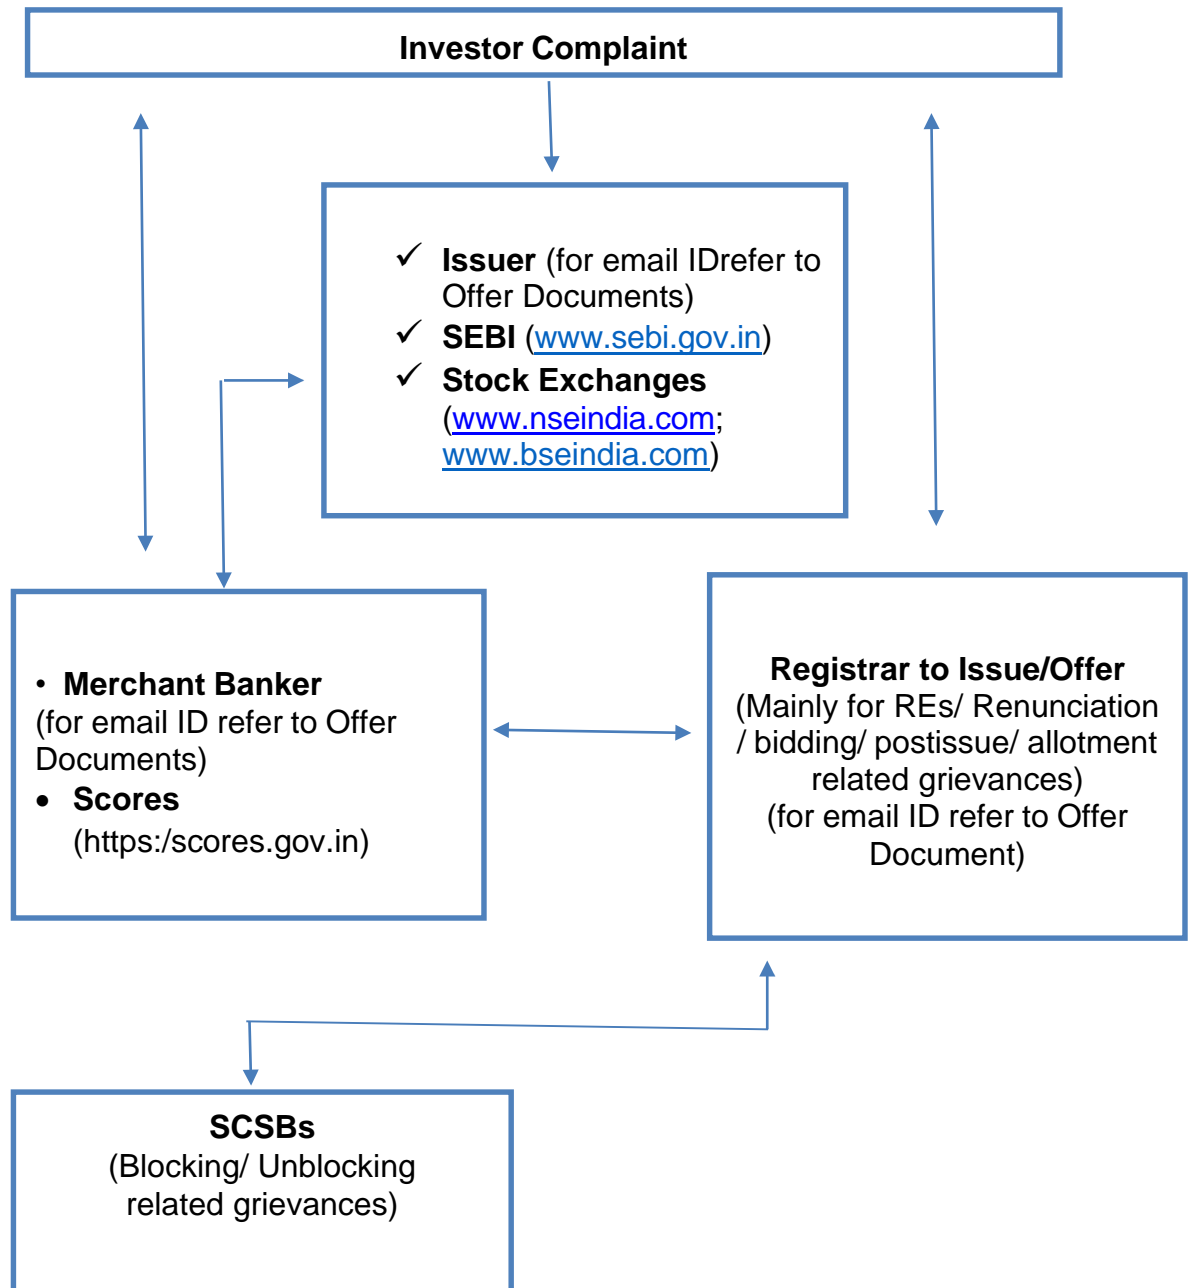 Investor Complaint
✓ Issuer (for email IDrefer to
Offer Documents)
✓ SEBI (www.sebi.gov.in)
✓ Stock Exchanges
(www.nseindia.com;
www.bseindia.com)
• Merchant Banker
(for email ID refer to Offer
Documents)
• Scores
(https:/scores.gov.in)
Registrar to Issue/Offer
(Mainly for REs/ Renunciation
/ bidding/ postissue/ allotment
related grievances)
(for email ID refer to Offer
Document)
SCSBs
(Blocking/ Unblocking
related grievances)